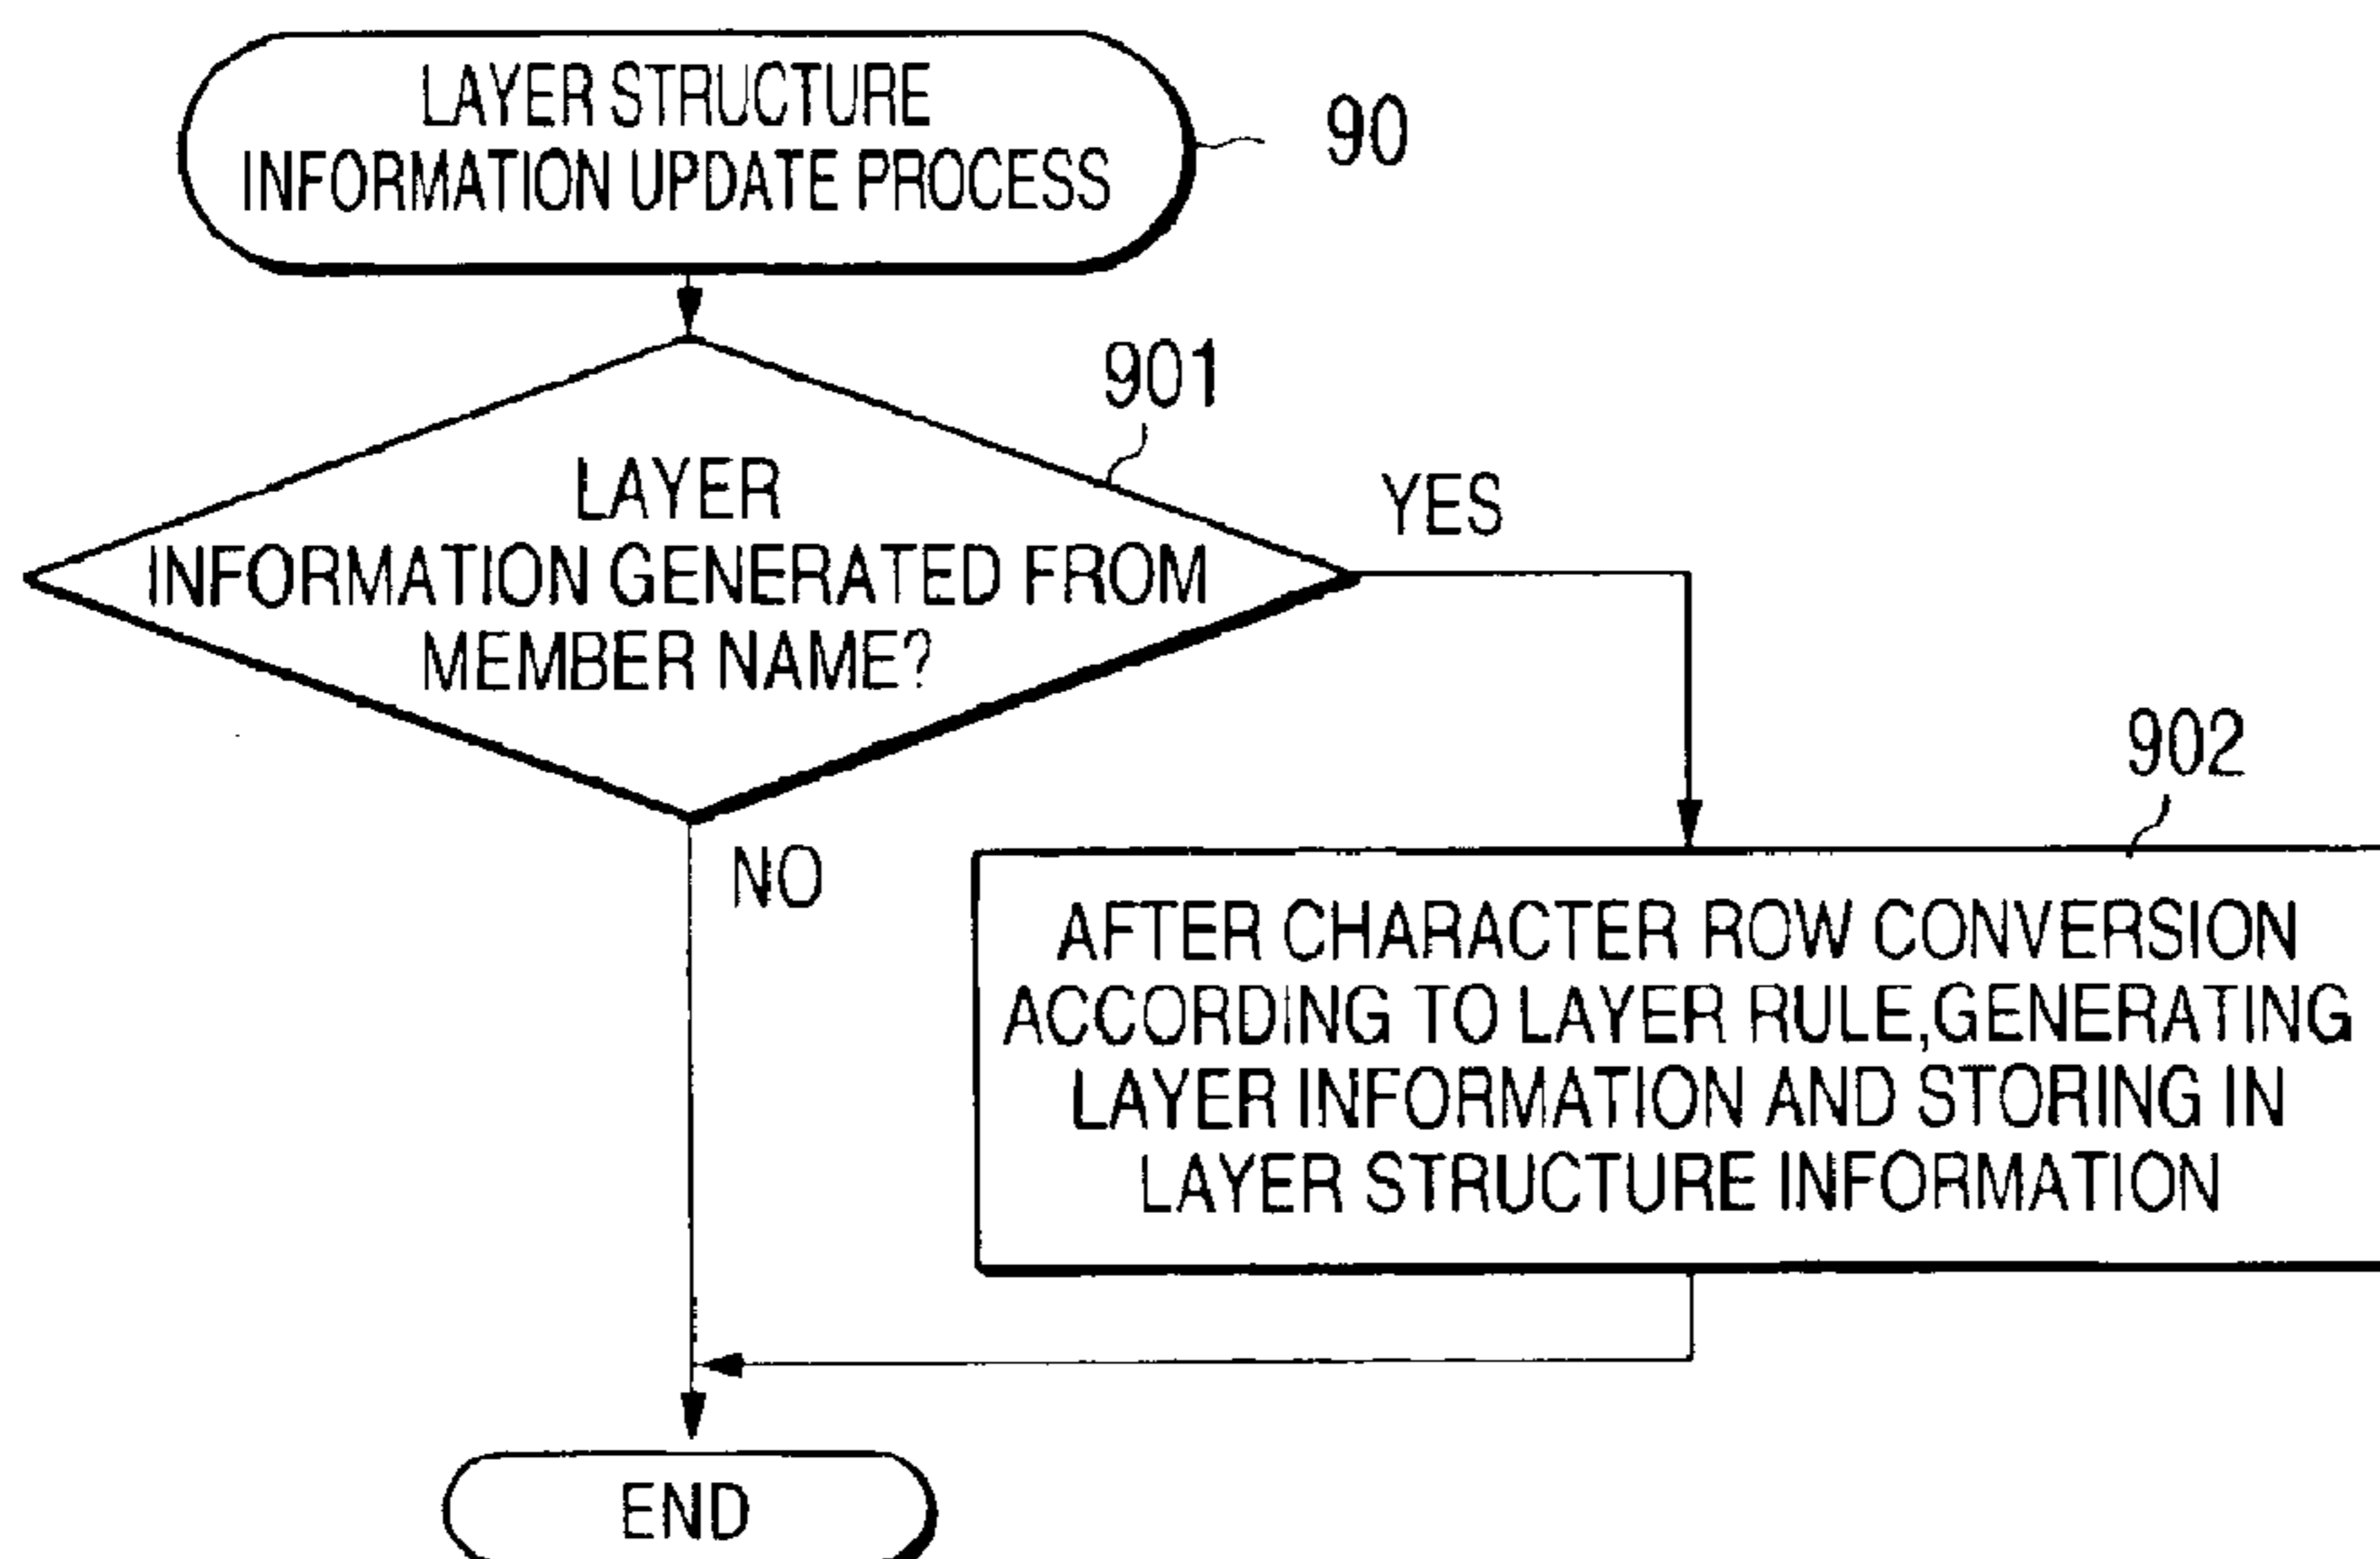 LAYER STRUCTURE
INFORMATION UPDATE PROCESS
90
901
LAYER
INFORMATION GENERATED FROM
MEMBER NAME?
YES
NO
902
AFTER CHARACTER ROW CONVERSION
ACCORDING TO LAYER RULE,GENERATING
LAYER INFORMATION AND STORING IN
LAYER STRUCTURE INFORMATION
END